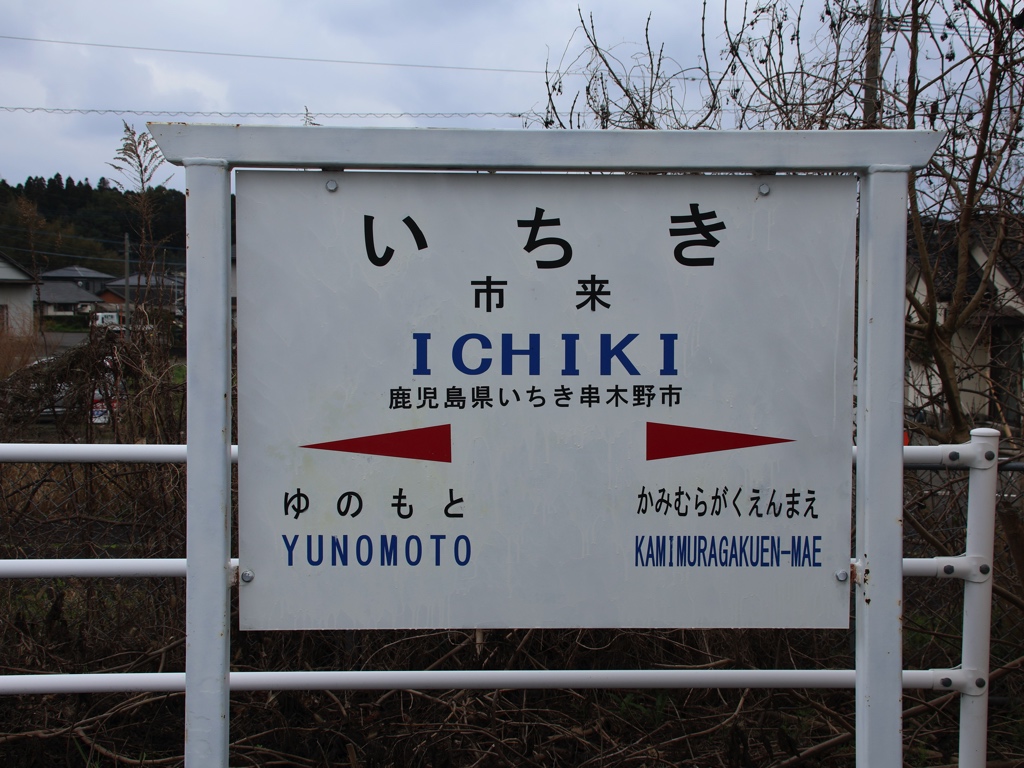 いちき
市来
ICHIKI
鹿児島県いちき串木野市
ゆのもと かみむらがくえんまえ
YUNOMOTO KAMIMURAGAKUEN-MAE